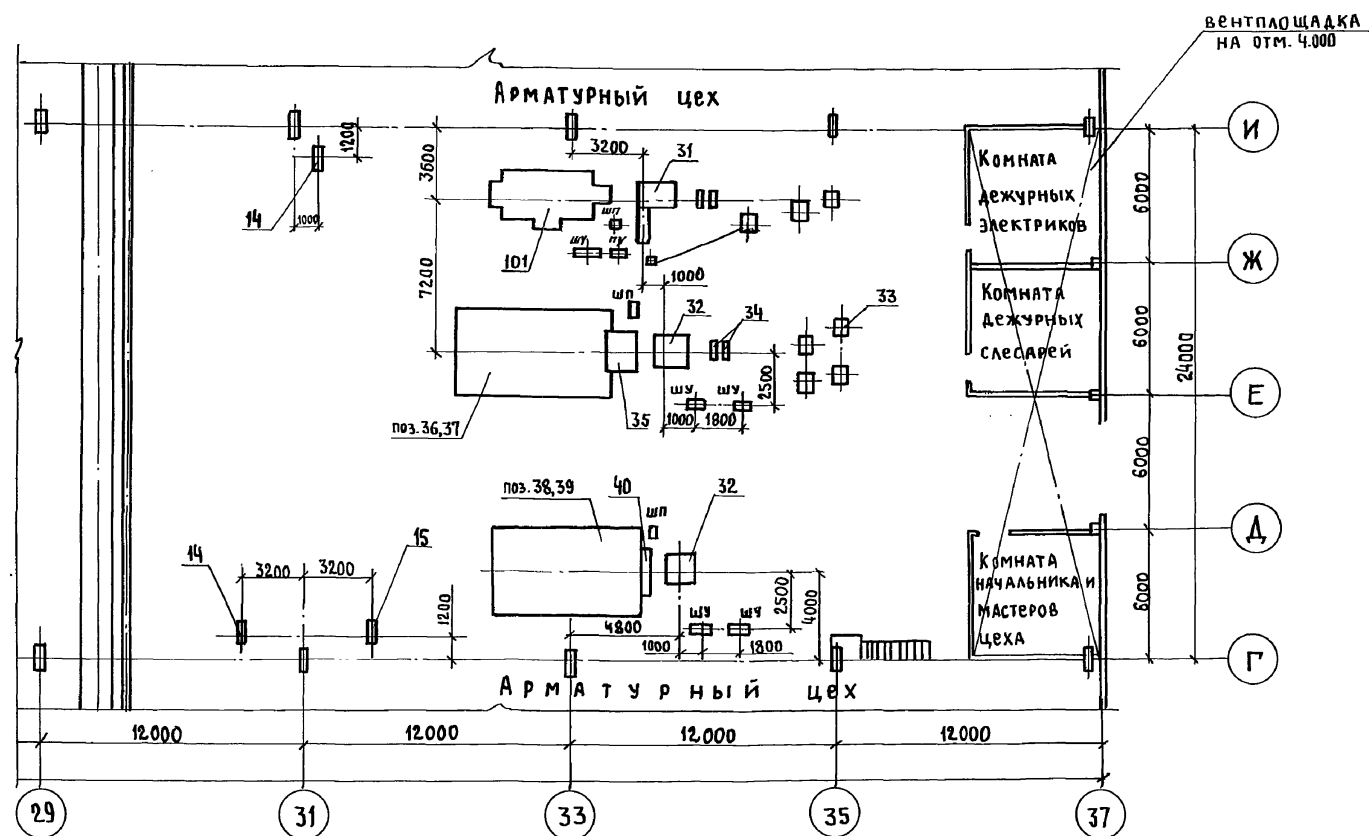 ВЕНТПЛОЩАДКА
НА ОТМ. 4.000
АРМАТУРНЫЙ ЦЕХ
И
1200
14
1000
3600
3200
31
101
ШП
ШУ
ПУ
КОМНАТА
ДЕЖУРНЫХ
ЭЛЕКТРИКОВ
6000
Ж
7200
1000
ШП
32
34
33
КОМНАТА
ДЕЖУРНЫХ
СЛЕСАРЕЙ
6000
24000
2500
ШУ
ШУ
1000
1800
35
ПОЗ. 36,37
Е
6000
ПОЗ. 38,39
40
32
ШП
Д
14
3200
3200
15
1200
ШУ
ШУ
2500
4000
4800
1000
1800
КОМНАТА
НАЧАЛЬНИКА И
МАСТЕРОВ
ЦЕХА
6000
Г
АРМАТУРНЫЙ ЦЕХ
12000
12000
12000
12000
29
31
33
35
37